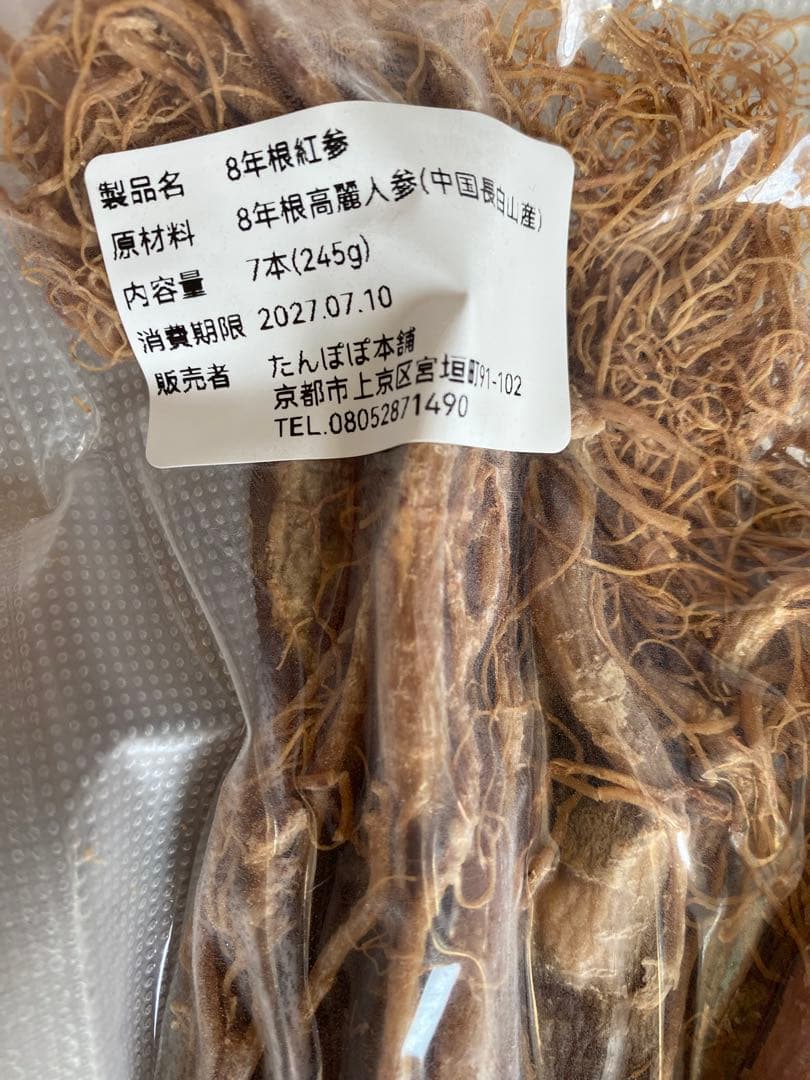 製品名 8年根紅参
原材料 8年根高麗人参(中国長白山産)
内容量 7本(245g)
消費期限 2027.07.10
販売者 たんぽぽ本舗
京都市上京区宮垣町91-102
TEL.08052871490